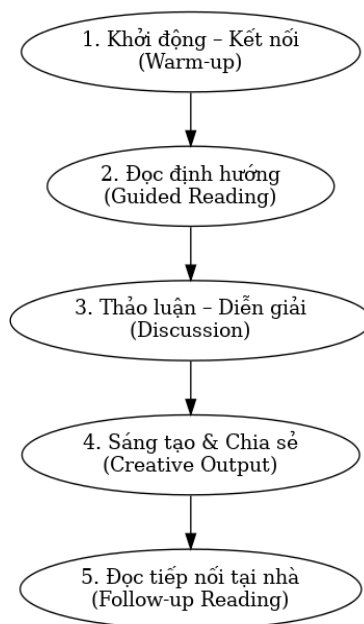 1. Khởi động – Kết nối
(Warm-up)
2. Đọc định hướng
(Guided Reading)
3. Thảo luận – Diễn giải
(Discussion)
4. Sáng tạo & Chia sẻ
(Creative Output)
5. Đọc tiếp nối tại nhà
(Follow-up Reading)